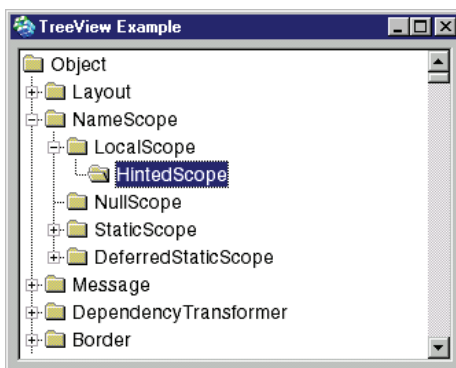 TreeView Example
Object
Layout
NameScope
LocalScope
HintedScope
NullScope
StaticScope
DeferredStaticScope
Message
DependencyTransformer
Border